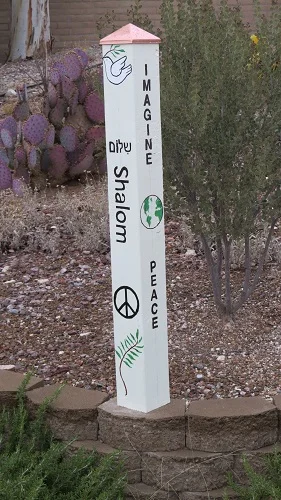 שלום
Shalom
IMAGINE
PEACE